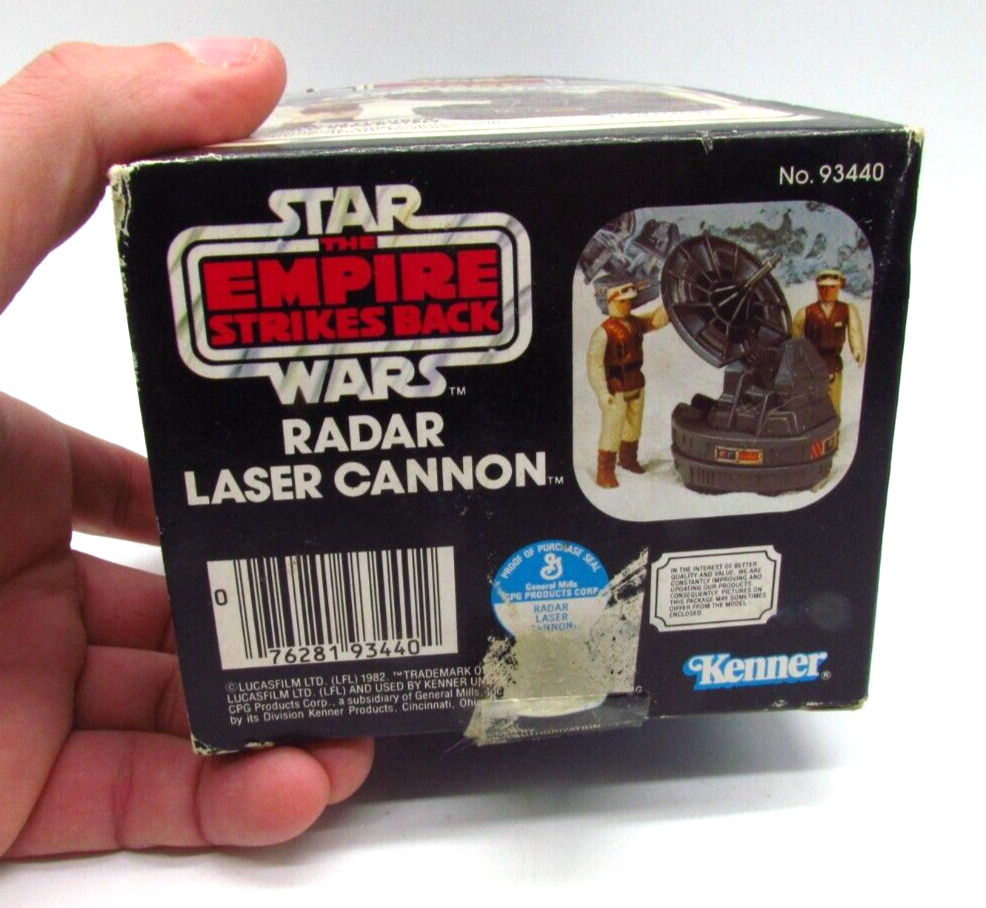 No. 93440
STAR
THE
EMPIRE
STRIKES BACK
WARS™
RADAR
LASER CANNON™
0
76281 93440
PROOF OF PURCHASE SEAL
G
General Mills
CPG PRODUCTS CORP
RADAR
LASER
IN THE INTEREST OF BETTER
QUALITY AND VALUE, WE ARE
CONSTANTLY IMPROVING AND
UPDATING OUR PRODUCTS.
CONSEQUENTLY, PICTURES ON
THIS PACKAGE MAY SOMETIMES
DIFFER FROM THE MODEL
ENCLOSED.
Kenner®
©LUCASFILM LTD. (LFL) 1982. ™TRADEMARK
LUCASFILM LTD. (LFL) AND USED BY KENNER
CPG Products Corp., a subsidiary of General Mills,
by its Division Kenner Products, Cincinnati,
AUTHORIZATION